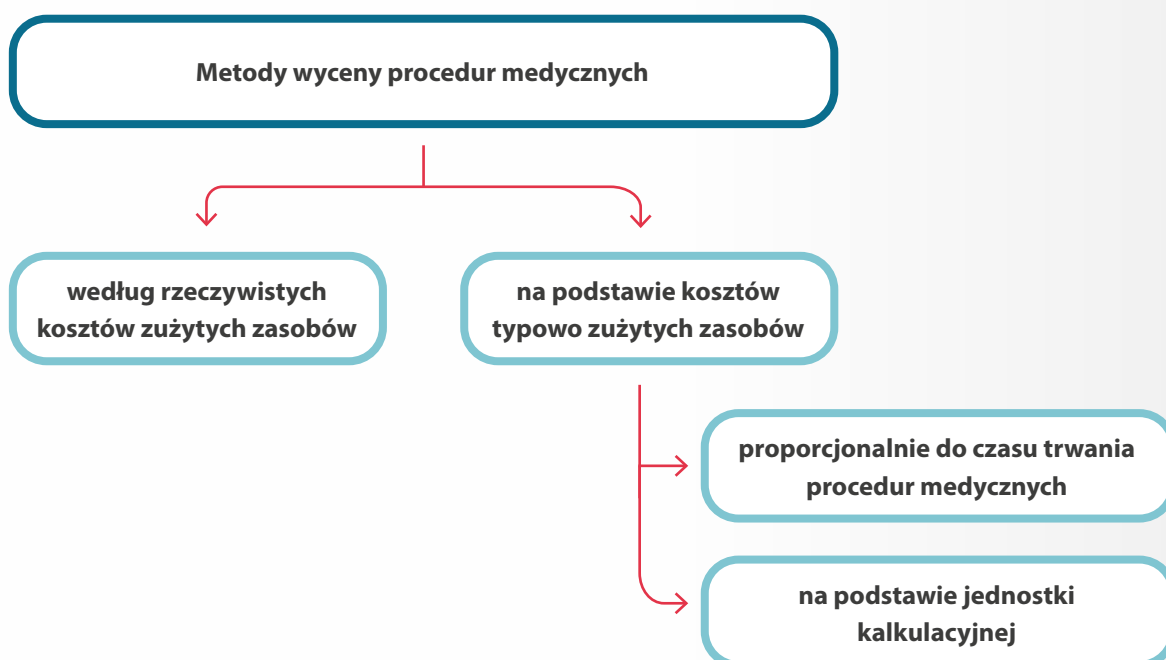 Metody wyceny procedur medycznych
według rzeczywistych
kosztów zużytych zasobów
na podstawie kosztów
typowo zużytych zasobów
proporcjonalnie do czasu trwania
procedur medycznych
na podstawie jednostki
kalkulacyjnej